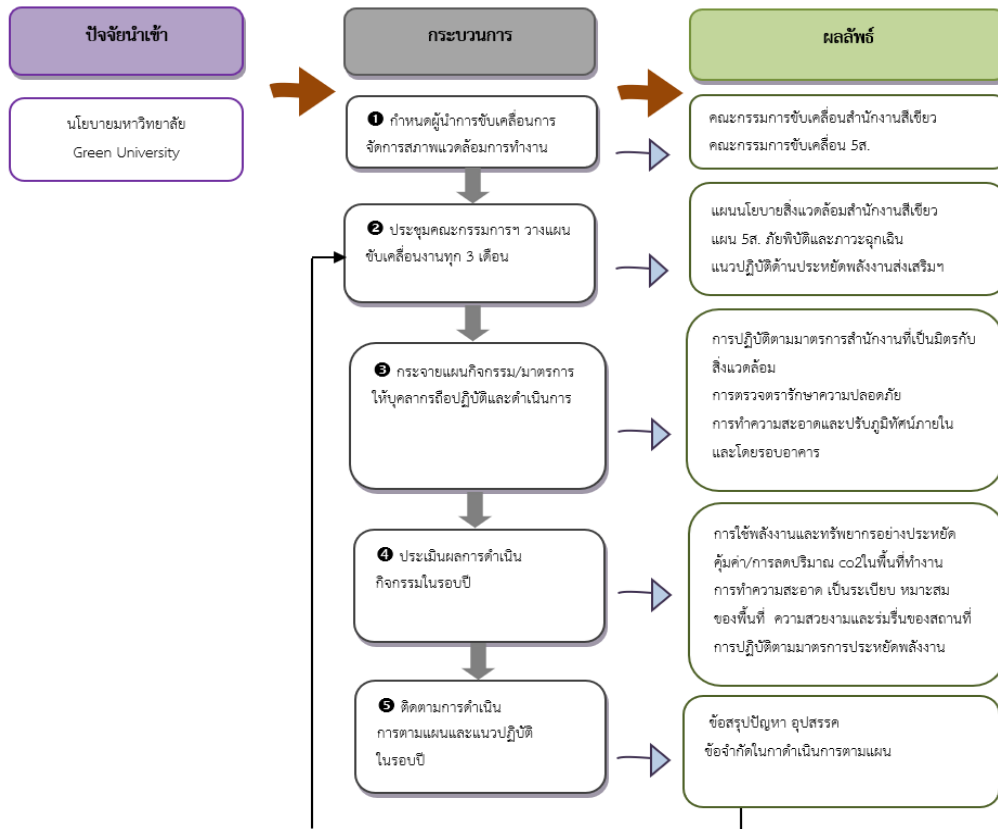 ปัจจัยนำเข้า
กระบวนการ
ผลลัพธ์
นโยบายมหาวิทยาลัย
Green University
❶ กำหนดผู้นำการขับเคลื่อนการ
จัดการสภาพแวดล้อมการทำงาน
คณะกรรมการขับเคลื่อนสำนักงานสีเขียว
คณะกรรมการขับเคลื่อน 5ส.
❷ ประชุมคณะกรรมการฯ วางแผน
ขับเคลื่อนงานทุก 3 เดือน
แผนนโยบายสิ่งแวดล้อมสำนักงานสีเขียว
แผน 5ส. ภัยพิบัติและภาวะฉุกเฉิน
แนวปฏิบัติด้านประหยัดพลังงานส่งเสริมฯ
❸ กระจายแผนกิจกรรม/มาตรการ
ให้บุคลากรถือปฏิบัติและดำเนินการ
การปฏิบัติตามมาตรการสำนักงานที่เป็นมิตรกับ
สิ่งแวดล้อม
การตรวจตรารักษาความปลอดภัย
การทำความสะอาดและปรับภูมิทัศน์ภายใน
และโดยรอบอาคาร
❹ ประเมินผลการดำเนิน
กิจกรรมในรอบปี
การใช้พลังงานและทรัพยากรอย่างประหยัด
คุ้มค่า/การลดปริมาณ co2ในพื้นที่ทำงาน
การทำความสะอาด เป็นระเบียบ หมาะสม
ของพื้นที่ ความสวยงามและร่มรื่นของสถานที่
การปฏิบัติตามมาตรการประหยัดพลังงาน
❺ ติดตามการดำเนิน
การตามแผนและแนวปฏิบัติ
ในรอบปี
ข้อสรุปปัญหา อุปสรรค
ข้อจำกัดในกาดำเนินการตามแผน